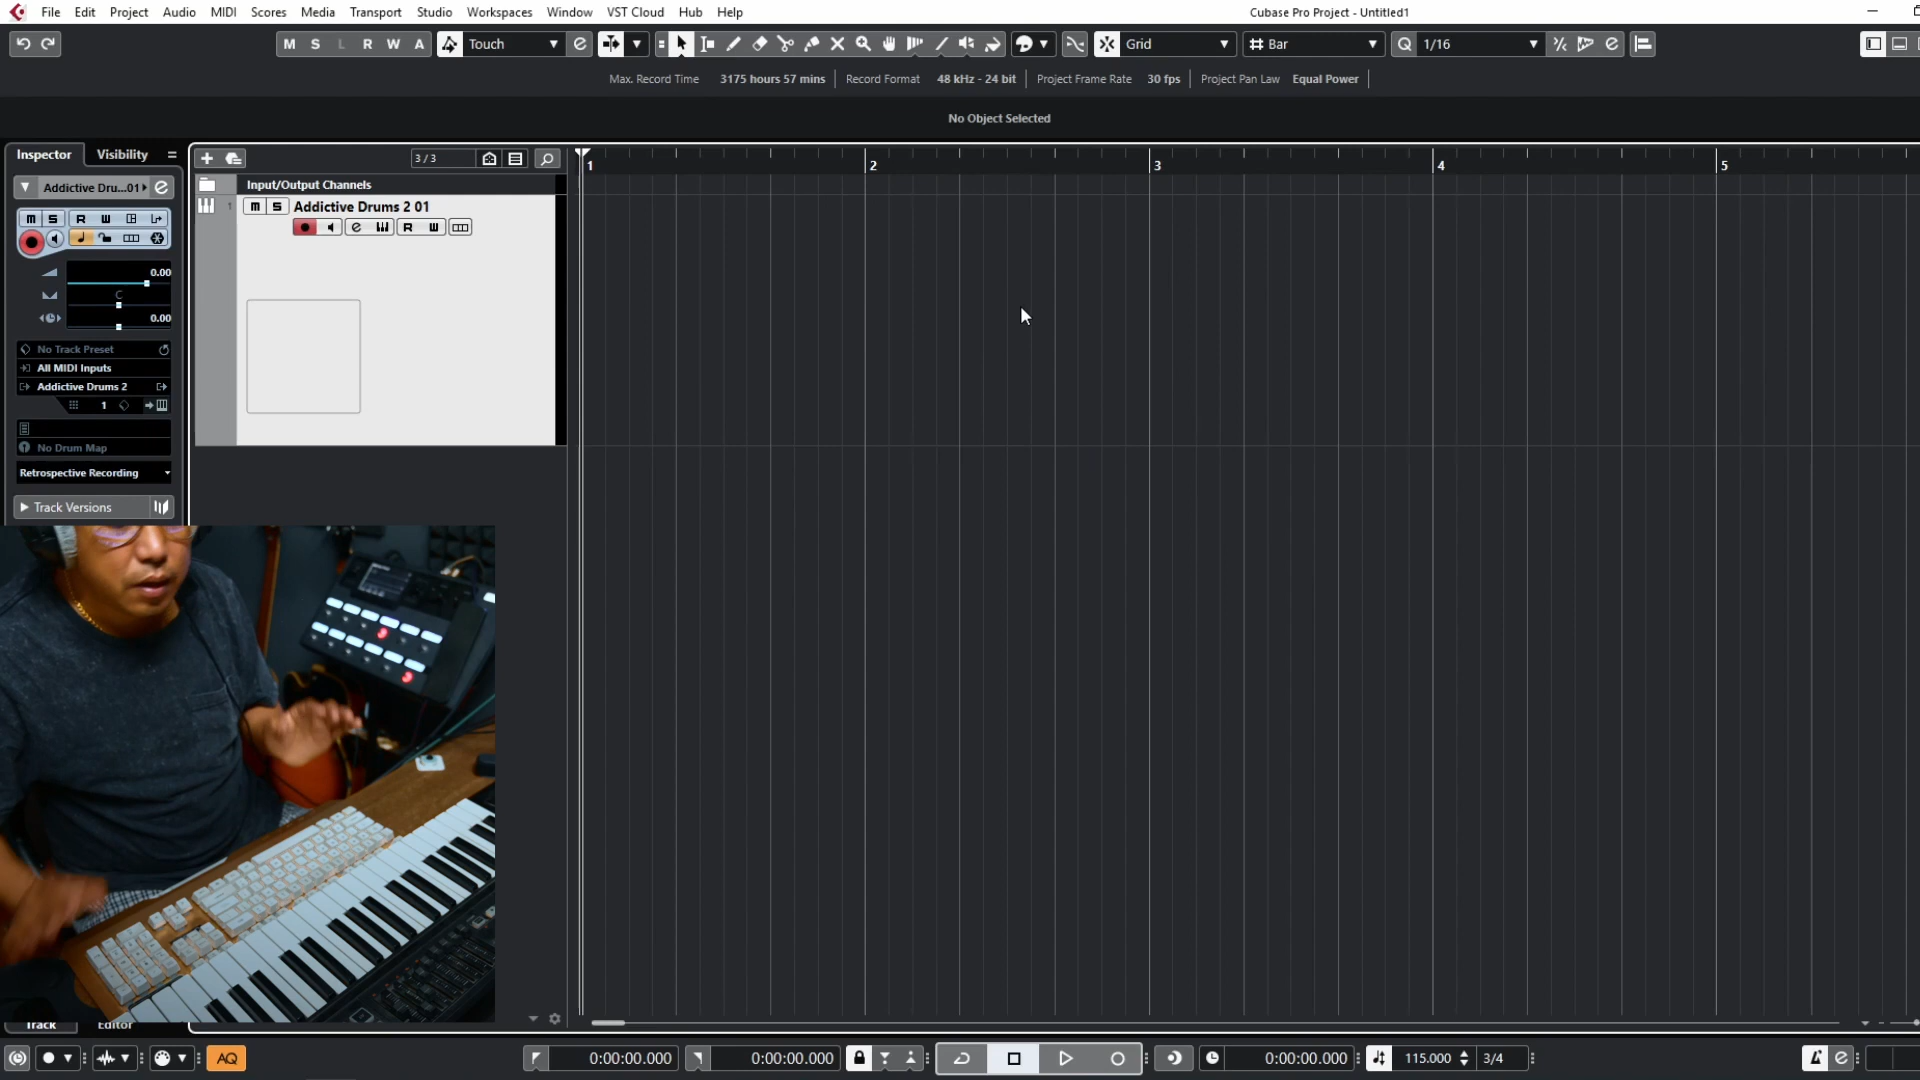 File Edit Project Audio MIDI Scores Media Transport Studio Workspaces Window VST Cloud Hub Help
Cubase Pro Project - Untitled1
M S L R W A Touch Grid Bar Q 1/16
Max. Record Time 3175 hours 57 mins Record Format 48 kHz - 24 bit Project Frame Rate 30 fps Project Pan Law Equal Power
No Object Selected
Inspector Visibility
3 / 3
1 2 3 4 5
Addictive Dru...01
Input/Output Channels
1 M S Addictive Drums 2 01
R W
M S R W
0.00
C
0.00
No Track Preset
All MIDI Inputs
Addictive Drums 2
1
No Drum Map
Retrospective Recording
Track Versions
Track Editor
AQ 0:00:00.000 0:00:00.000 0:00:00.000 115.000 3/4